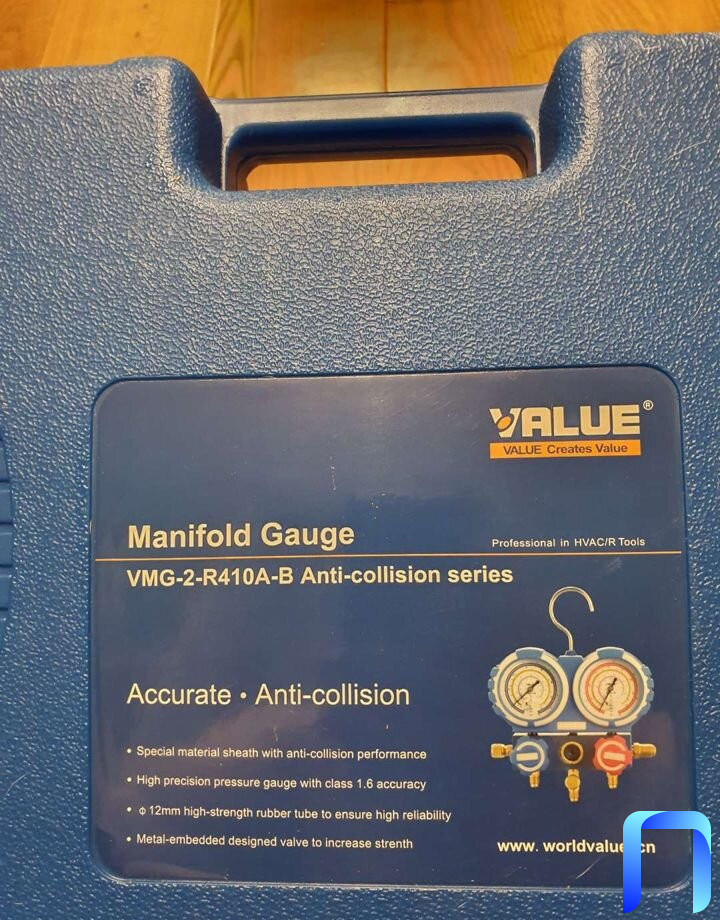 VALUE®
VALUE Creates Value
Manifold Gauge
Professional in HVAC/R Tools
VMG-2-R410A-B Anti-collision series
Accurate • Anti-collision
• Special material sheath with anti-collision performance
• High precision pressure gauge with class 1.6 accuracy
• Φ 12mm high-strength rubber tube to ensure high reliability
• Metal-embedded designed valve to increase strenth
www. worldvalue.cn